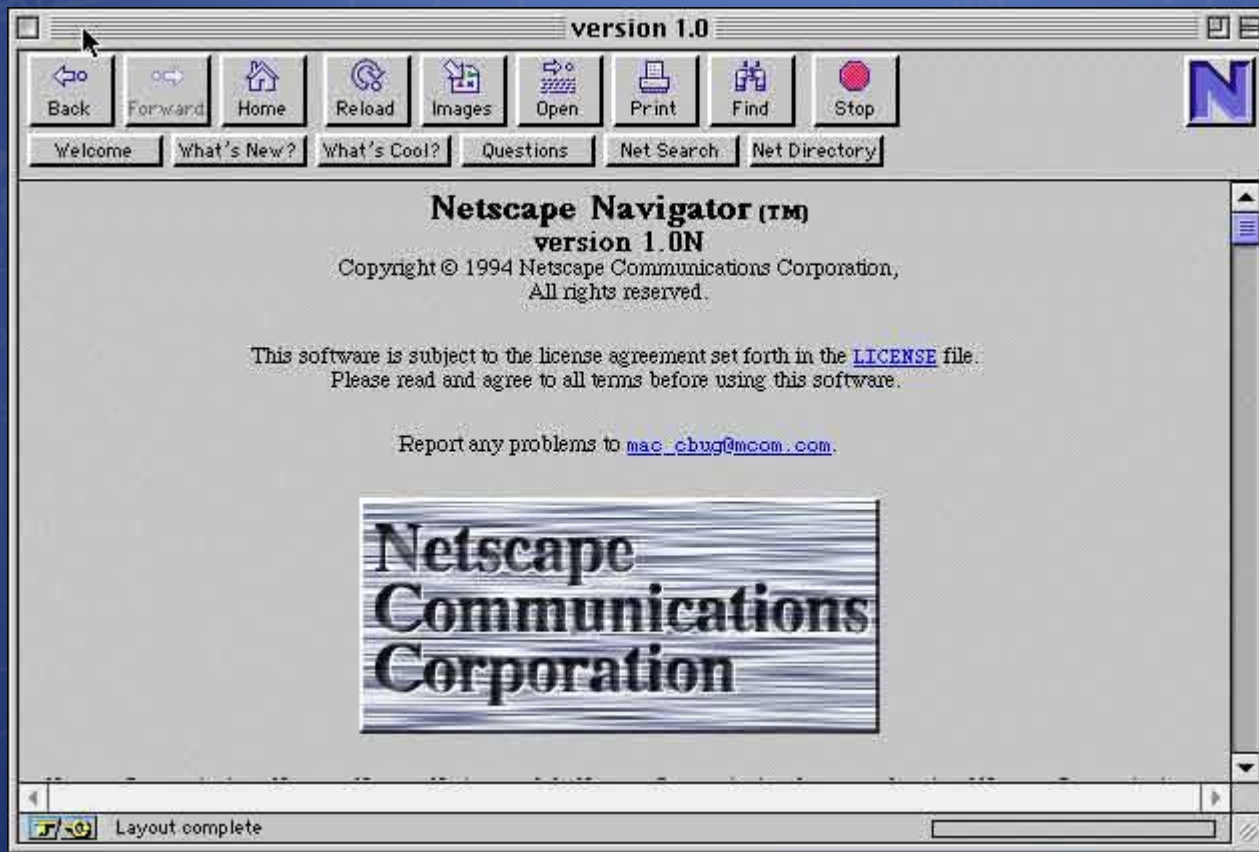 version 1.0
Back Forward Home Reload Images Open Print Find Stop
N
Welcome What's New? What's Cool? Questions Net Search Net Directory
Netscape Navigator (TM)
version 1.0N
Copyright © 1994 Netscape Communications Corporation,
All rights reserved.
This software is subject to the license agreement set forth in the LICENSE file.
Please read and agree to all terms before using this software.
Report any problems to mac_cbug@mcom.com.
Netscape
Communications
Corporation
Layout complete